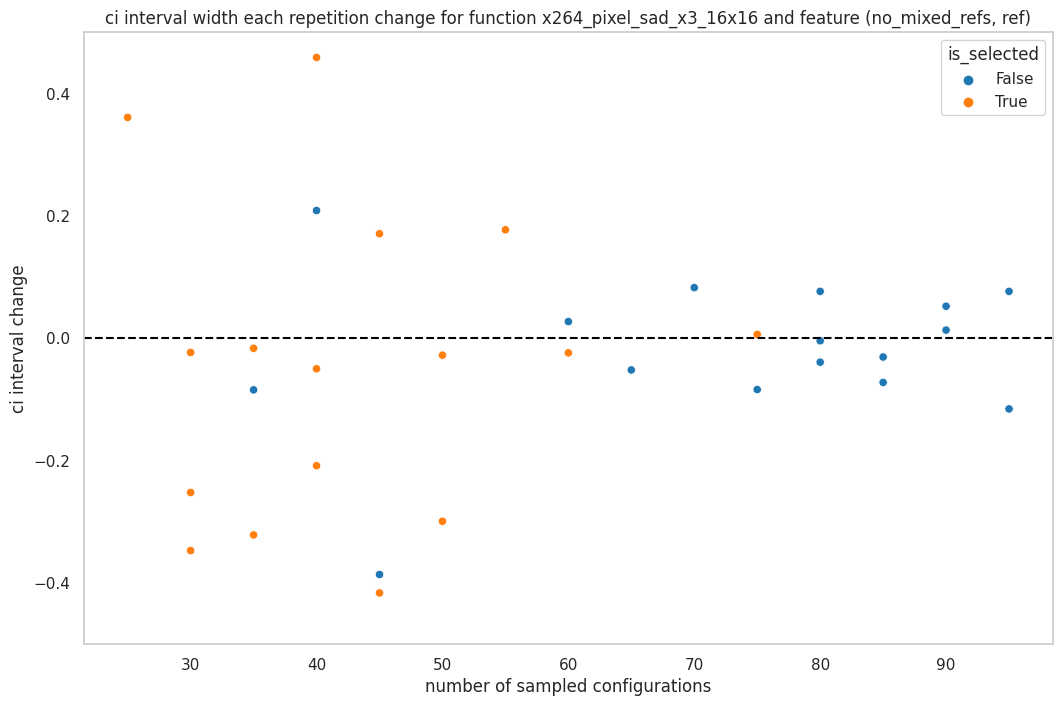 ci interval width each repetition change for function x264_pixel_sad_x3_16x16 and feature (no_mixed_refs, ref)
is_selected
False
True
0.4
0.2
0.0
−0.2
−0.4
ci interval change
30 40 50 60 70 80 90
number of sampled configurations